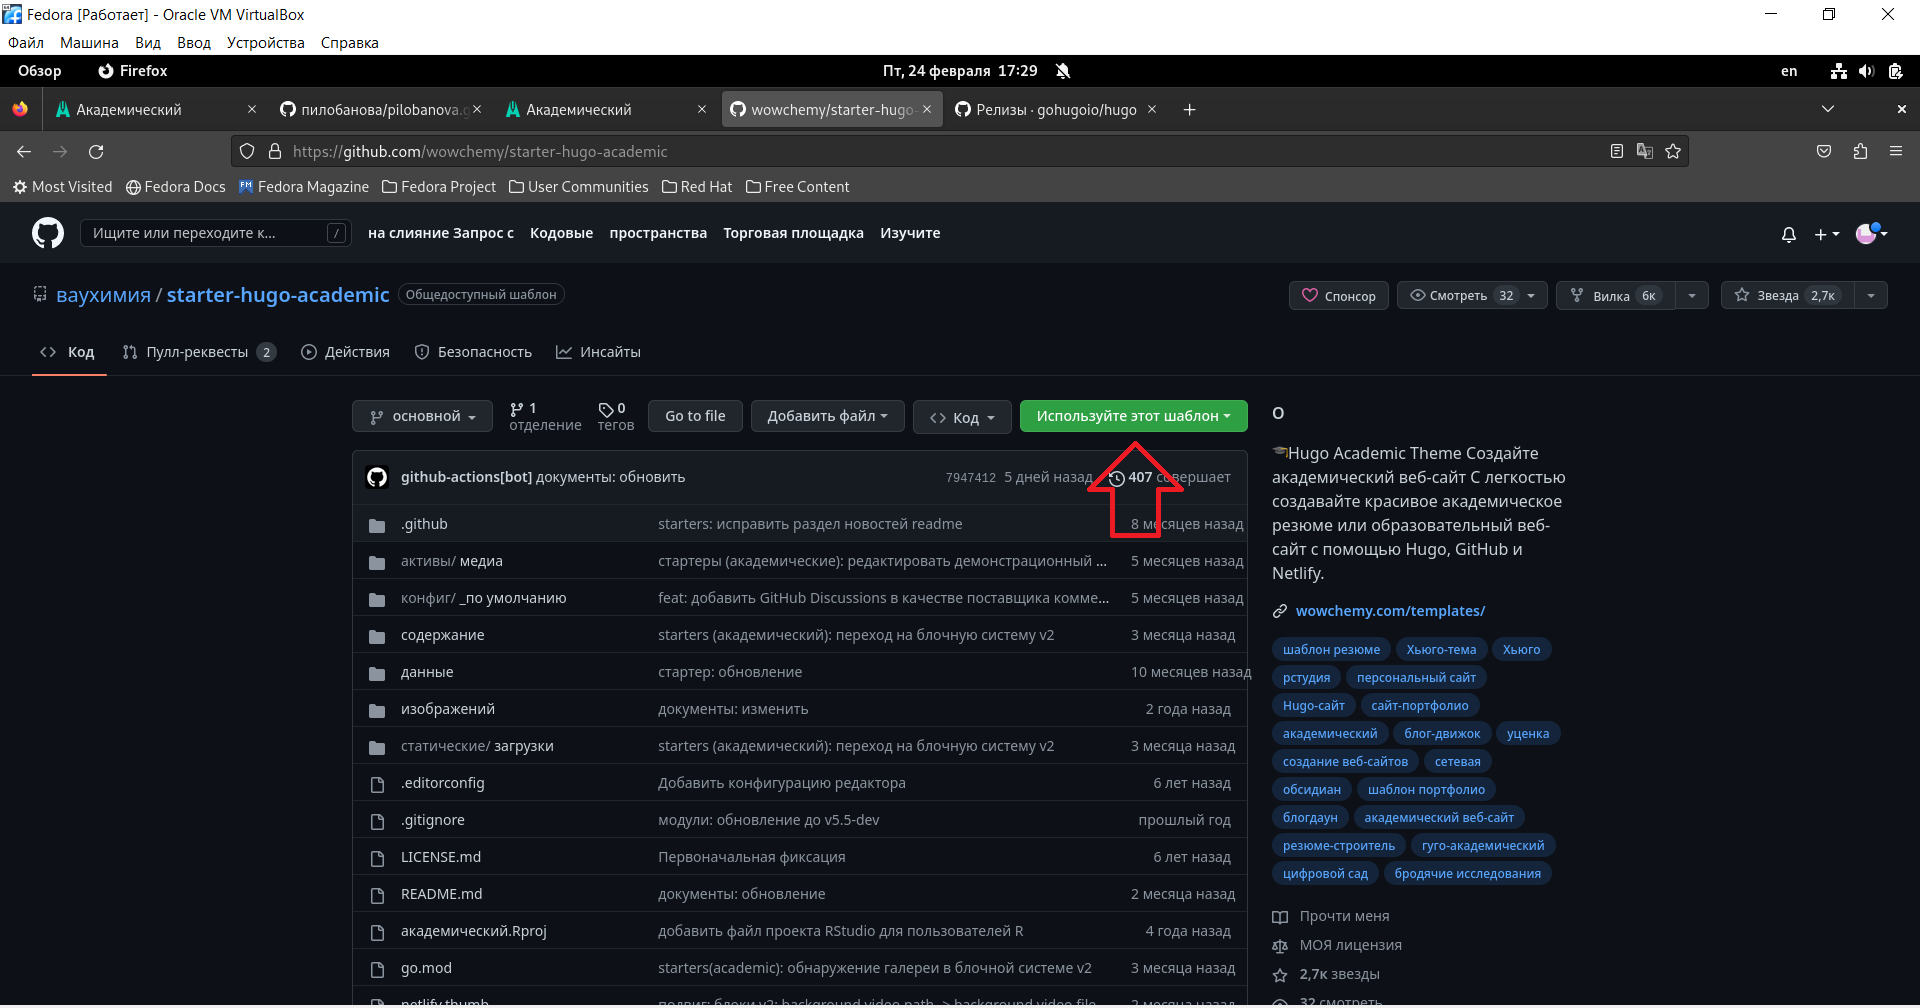 Fedora [Работает] - Oracle VM VirtualBox
Файл Машина Вид Ввод Устройства Справка
Обзор Firefox Пт, 24 февраля 17:29 en
Академический пилобанова/pilobanova.g Академический wowchemy/starter-hugo- Релизы · gohugoio/hugo
https://github.com/wowchemy/starter-hugo-academic
Most Visited Fedora Docs Fedora Magazine Fedora Project User Communities Red Hat Free Content
Ищите или переходите к... / на слияние Запрос с Кодовые пространства Торговая площадка Изучите
ваухимия / starter-hugo-academic Общедоступный шаблон Спонсор Смотреть 32 Вилка 6к Звезда 2,7к
Код Пулл-реквесты 2 Действия Безопасность Инсайты
основной 1 отделение 0 тегов Go to file Добавить файл Код Используйте этот шаблон
github-actions[bot] документы: обновить 7947412 5 дней назад 407 совершает
.github starters: исправить раздел новостей readme 8 месяцев назад
активы/ медиа стартеры (академические): редактировать демонстрационный ... 5 месяцев назад
конфиг/ _по умолчанию feat: добавить GitHub Discussions в качестве поставщика комме... 5 месяцев назад
содержание starters (академический): переход на блочную систему v2 3 месяца назад
данные стартер: обновление 10 месяцев назад
изображений документы: изменить 2 года назад
статические/ загрузки starters (академический): переход на блочную систему v2 3 месяца назад
.editorconfig Добавить конфигурацию редактора 6 лет назад
.gitignore модули: обновление до v5.5-dev прошлый год
LICENSE.md Первоначальная фиксация 6 лет назад
README.md документы: обновление 2 месяца назад
академический.Rproj добавить файл проекта RStudio для пользователей R 4 года назад
go.mod starters(academic): обнаружение галереи в блочной системе v2 3 месяца назад
netlify.thumb подвиг: блоки v2: background.video.path -> background.video.file 2 месяца назад
О
Hugo Academic Theme Создайте
академический веб-сайт С легкостью
создавайте красивое академическое
резюме или образовательный веб-
сайт с помощью Hugo, GitHub и
Netlify.
wowchemy.com/templates/
шаблон резюме Хьюго-тема Хьюго
рстудия персональный сайт
Hugo-сайт сайт-портфолио
академический блог-движок уценка
создание веб-сайтов сетевая
обсидиан шаблон портфолио
блогдаун академический веб-сайт
резюме-строитель гуго-академический
цифровой сад бродячие исследования
Прочти меня
МОЯ лицензия
2,7к звезды
32 смотреть